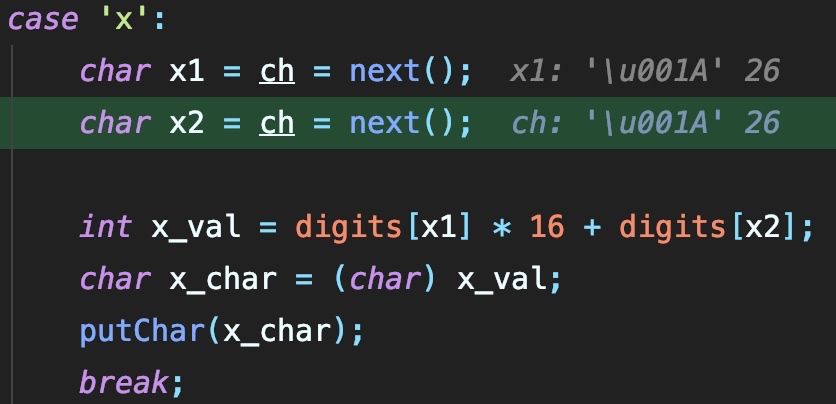 case 'x':
char x1 = ch = next();  x1: '\u001A' 26
char x2 = ch = next();  ch: '\u001A' 26
int x_val = digits[x1] * 16 + digits[x2];
char x_char = (char) x_val;
putChar(x_char);
break;